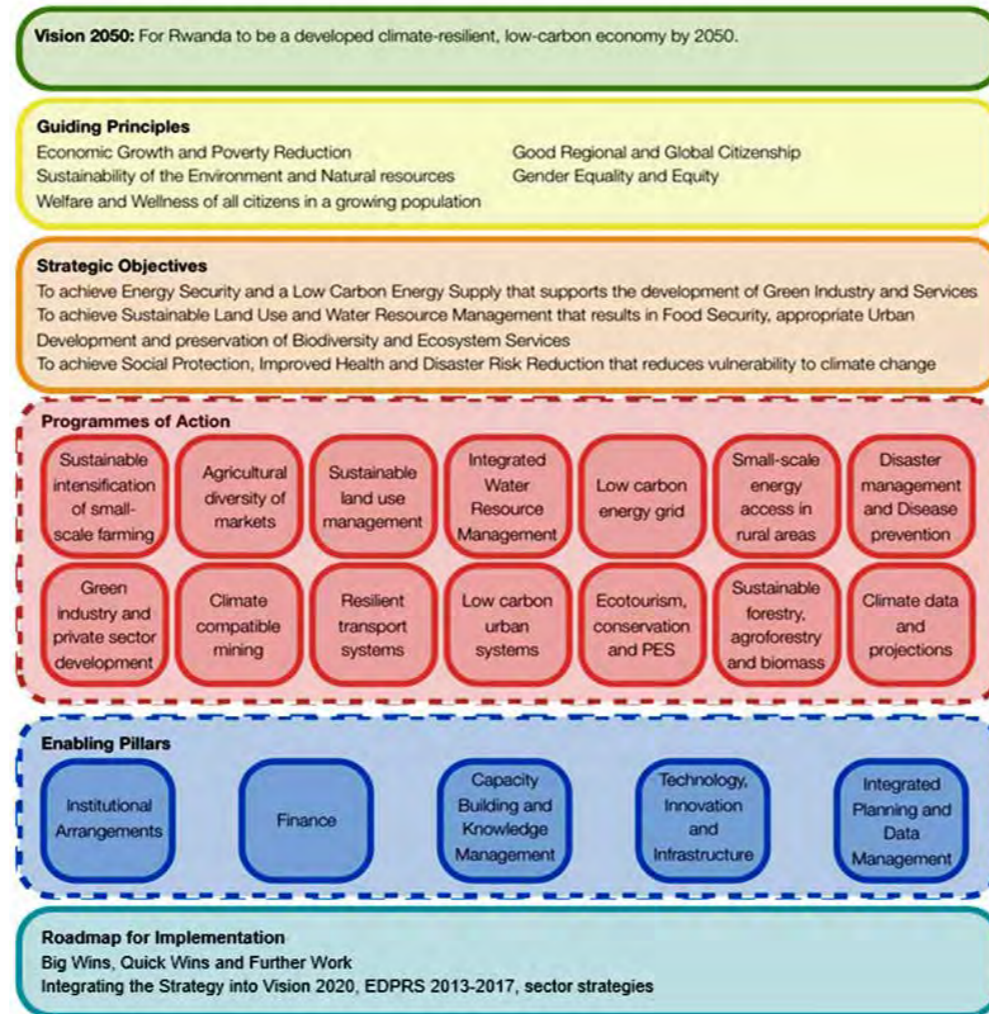 Vision 2050: For Rwanda to be a developed climate-resilient, low-carbon economy by 2050.
Guiding Principles
Economic Growth and Poverty Reduction
Sustainability of the Environment and Natural resources
Welfare and Wellness of all citizens in a growing population
Good Regional and Global Citizenship
Gender Equality and Equity
Strategic Objectives
To achieve Energy Security and a Low Carbon Energy Supply that supports the development of Green Industry and Services
To achieve Sustainable Land Use and Water Resource Management that results in Food Security, appropriate Urban
Development and preservation of Biodiversity and Ecosystem Services
To achieve Social Protection, Improved Health and Disaster Risk Reduction that reduces vulnerability to climate change
Programmes of Action
Sustainable
intensification
of small-
scale farming
Agricultural
diversity of
markets
Sustainable
land use
management
Integrated
Water
Resource
Management
Low carbon
energy grid
Small-scale
energy
access in
rural areas
Disaster
management
and Disease
prevention
Green
industry and
private sector
development
Climate
compatible
mining
Resilient
transport
systems
Low carbon
urban
systems
Ecotourism,
conservation
and PES
Sustainable
forestry,
agroforestry
and biomass
Climate data
and
projections
Enabling Pillars
Institutional
Arrangements
Finance
Capacity
Building and
Knowledge
Management
Technology,
Innovation
and
Infrastructure
Integrated
Planning and
Data
Management
Roadmap for Implementation
Big Wins, Quick Wins and Further Work
Integrating the Strategy into Vision 2020, EDPRS 2013-2017, sector strategies